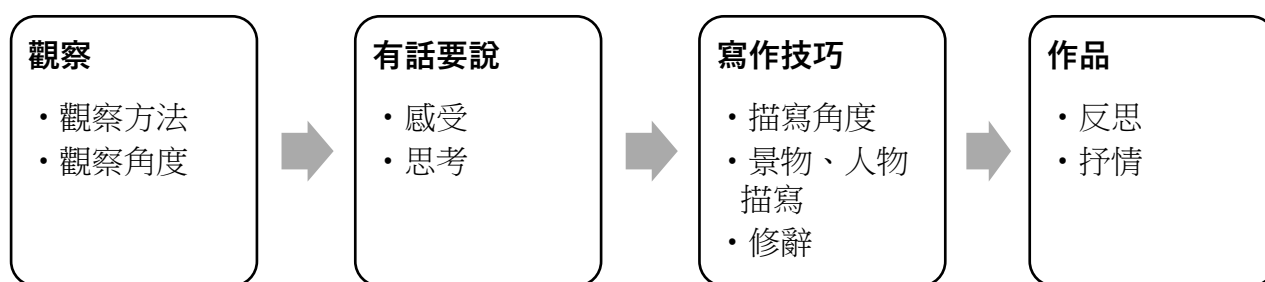 觀察
・觀察方法
・觀察角度
有話要說
・感受
・思考
寫作技巧
・描寫角度
・景物、人物
描寫
・修辭
作品
・反思
・抒情